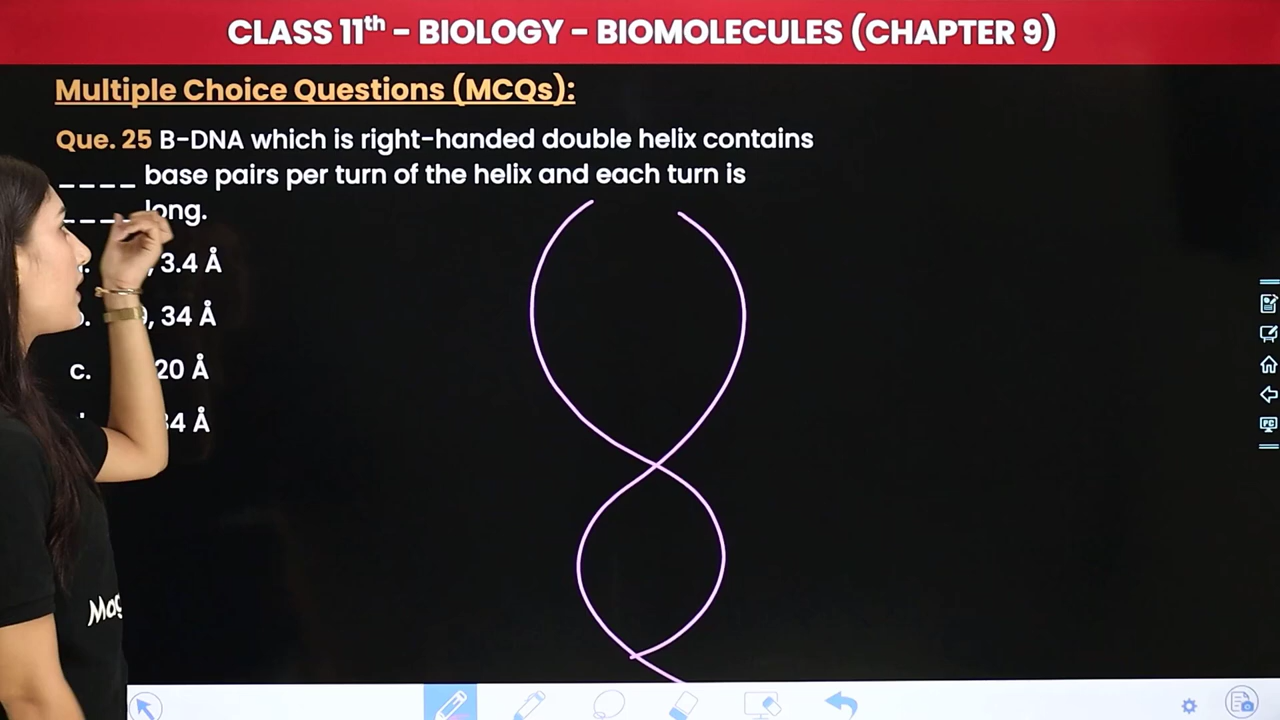 CLASS 11th - BIOLOGY - BIOMOLECULES (CHAPTER 9)
Multiple Choice Questions (MCQs):
Que. 25 B-DNA which is right-handed double helix contains
____ base pairs per turn of the helix and each turn is
____ long.
, 3.4 Å
, 34 Å
c. 20 Å
Å